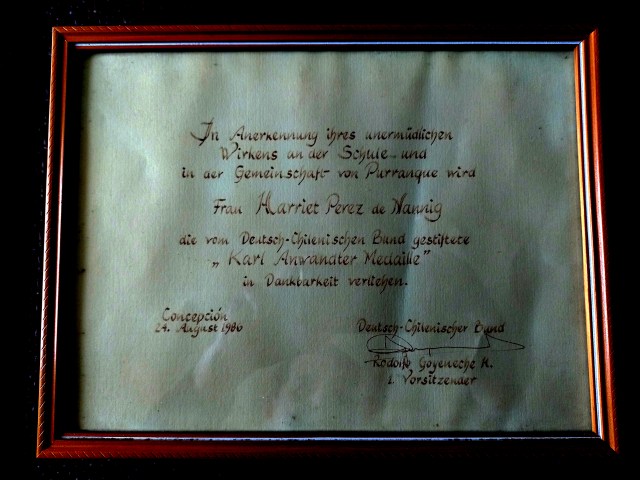 In Anerkennung ihres unermüdlichen
Wirkens an der Schule und
in der Gemeinschaft von Purranque wird
Frau Harriet Perez de Nannig
die vom Deutsch-Chilenischen Bund gestiftete
„Karl Anwandter Medaille"
in Dankbarkeit verliehen.
Concepción
24. August 1986
Deutsch-Chilenischer Bund
Rodolfo Goyeneche K.
1. Vorsitzender